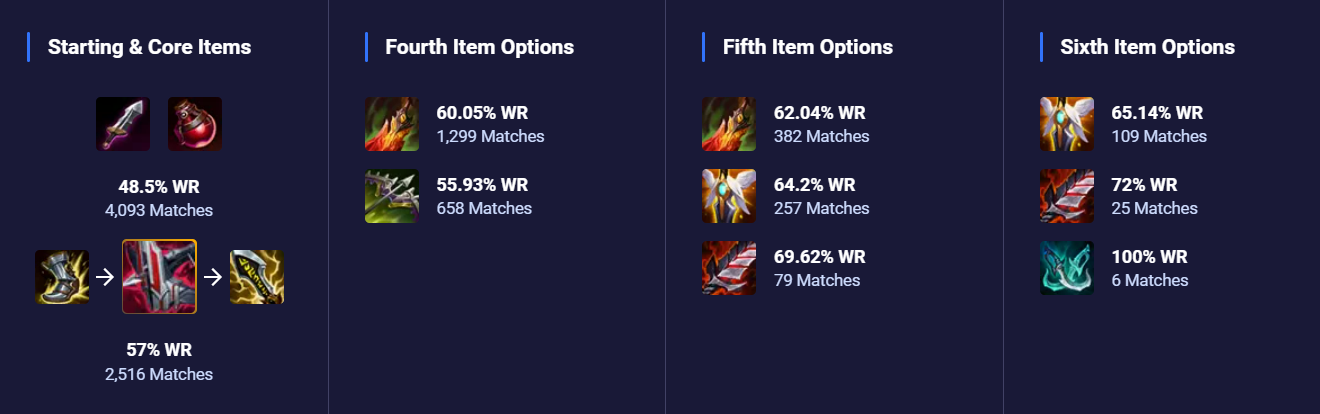 Starting & Core Items
48.5% WR
4,093 Matches
57% WR
2,516 Matches
Fourth Item Options
60.05% WR
1,299 Matches
55.93% WR
658 Matches
Fifth Item Options
62.04% WR
382 Matches
64.2% WR
257 Matches
69.62% WR
79 Matches
Sixth Item Options
65.14% WR
109 Matches
72% WR
25 Matches
100% WR
6 Matches